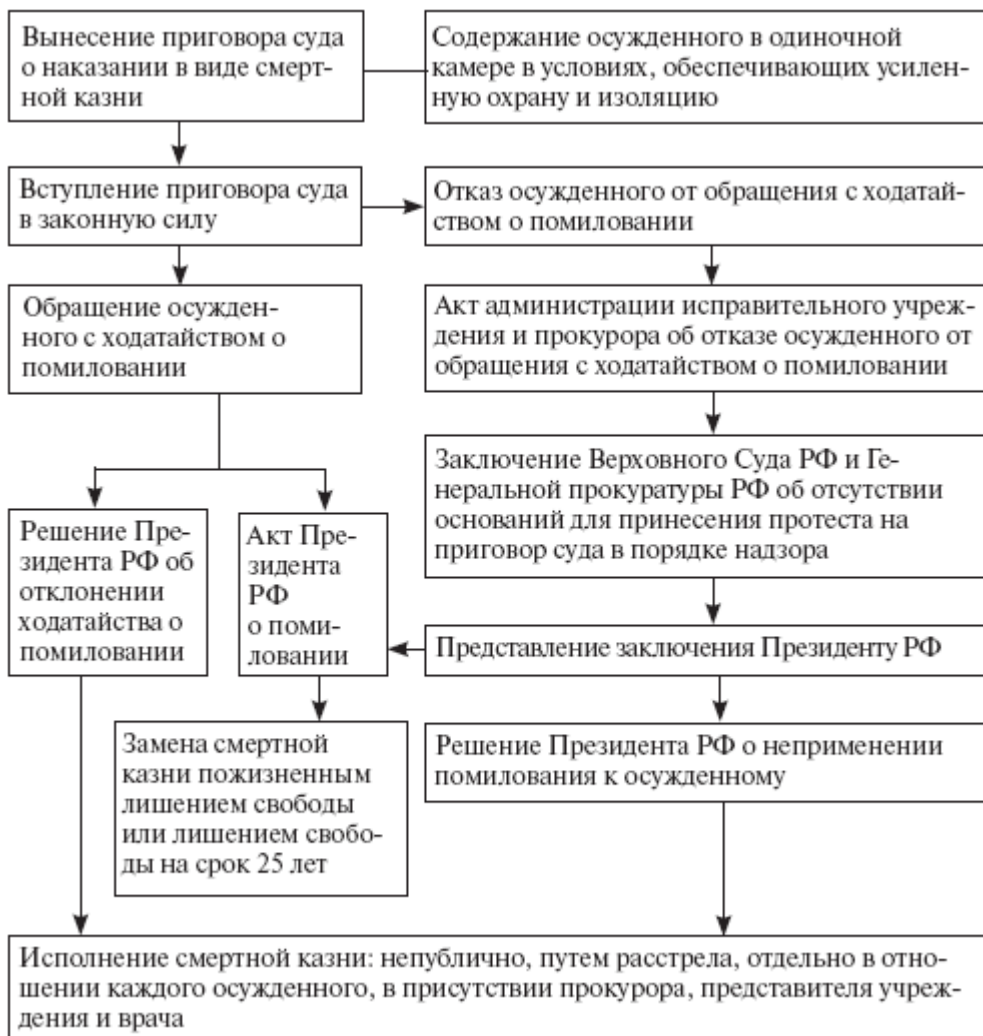 Вынесение приговора суда
о наказании в виде смерт-
ной казни
Содержание осужденного в одиночной
камере в условиях, обеспечивающих усилен-
ную охрану и изоляцию
Вступление приговора суда
в законную силу
Отказ осужденного от обращения с ходатай-
ством о помиловании
Обращение осужден-
ного с ходатайством о
помиловании
Акт администрации исправительного учреж-
дения и прокурора об отказе осужденного от
обращения с ходатайством о помиловании
Заключение Верховного Суда РФ и Ге-
неральной прокуратуры РФ об отсутствии
оснований для принесения протеста на
приговор суда в порядке надзора
Решение Пре-
зидента РФ об
отклонении
ходатайства о
помиловании
Акт Пре-
зидента
РФ
о поми-
ловании
Представление заключения Президенту РФ
Замена смертной
казни пожизненным
лишением свободы
или лишением свобо-
ды на срок 25 лет
Решение Президента РФ о неприменении
помилования к осужденному
Исполнение смертной казни: непублично, путем расстрела, отдельно в отно-
шении каждого осужденного, в присутствии прокурора, представителя учреж-
дения и врача